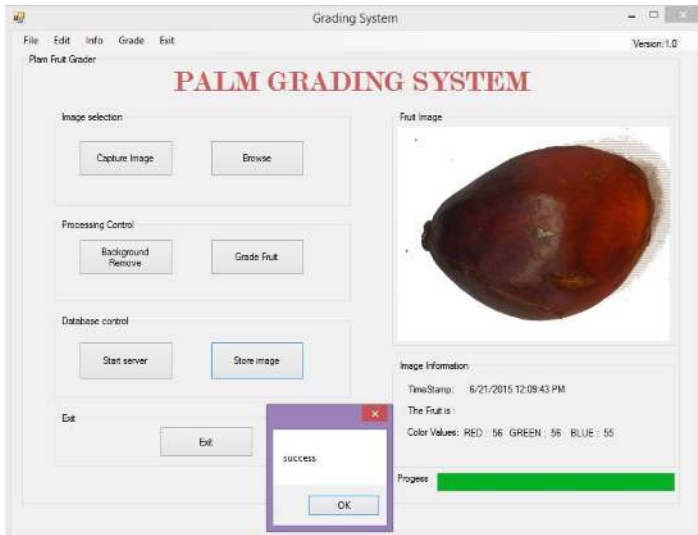 Grading System
File Edit Info Grade Exit
Version:1.0
Plam Fruit Grader
PALM GRADING SYSTEM
Image selection
Capture Image
Browse
Processing Control
Background
Remove
Grade Fruit
Database control
Start server
Store image
Exit
Exit
Fruit Image
Image Information
TimeStamp: 6/21/2015 12:09:43 PM
The Fruit is :
Color Values: RED : 56 GREEN : 56 BLUE : 55
Progess
success
OK